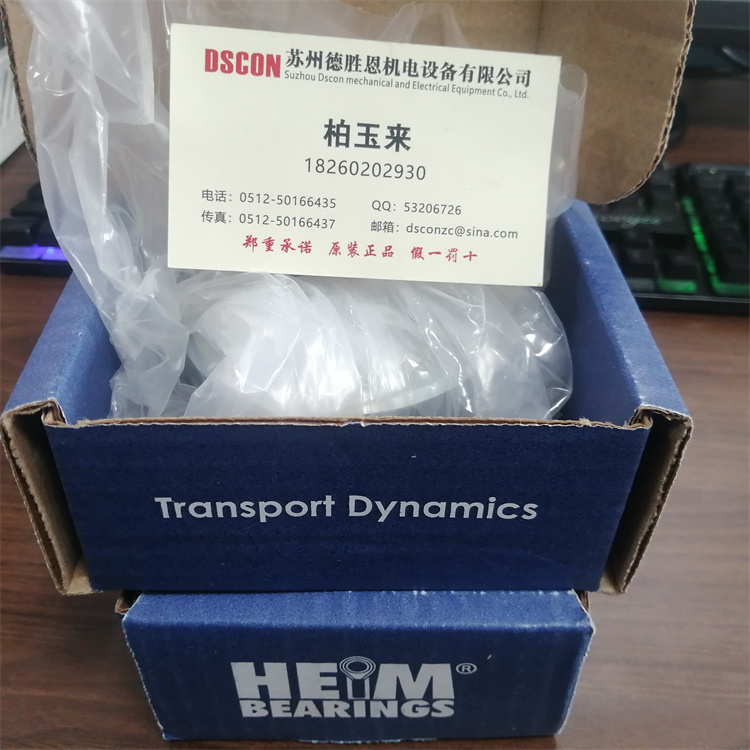 DSCON 苏州德胜恩机电设备有限公司
Suzhou Dscon mechanical and Electrical Equipment Co., Ltd.
柏玉来
18260202930
电话：0512-50166435 QQ：53206726
传真：0512-50166437 邮箱：dsconzc@sina.com
郑重承诺 原装正品 假一罚十
Transport Dynamics
HEIM®
BEARINGS